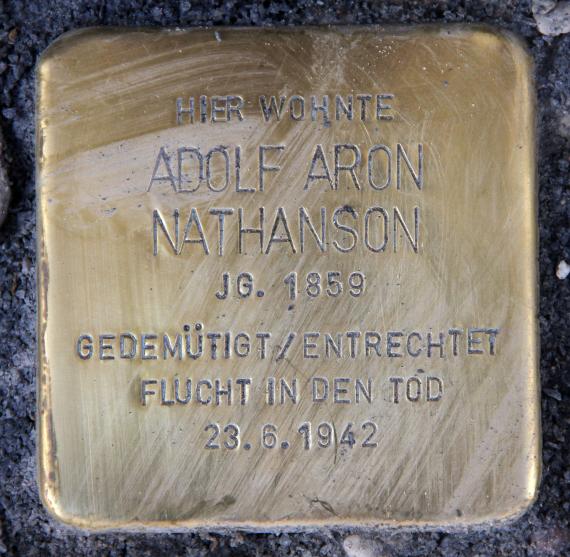 HIER WOHNTE
ADOLF ARON
NATHANSON
JG. 1859
GEDEMÜTIGT/ENTRECHTET
FLUCHT IN DEN TOD
23.6.1942